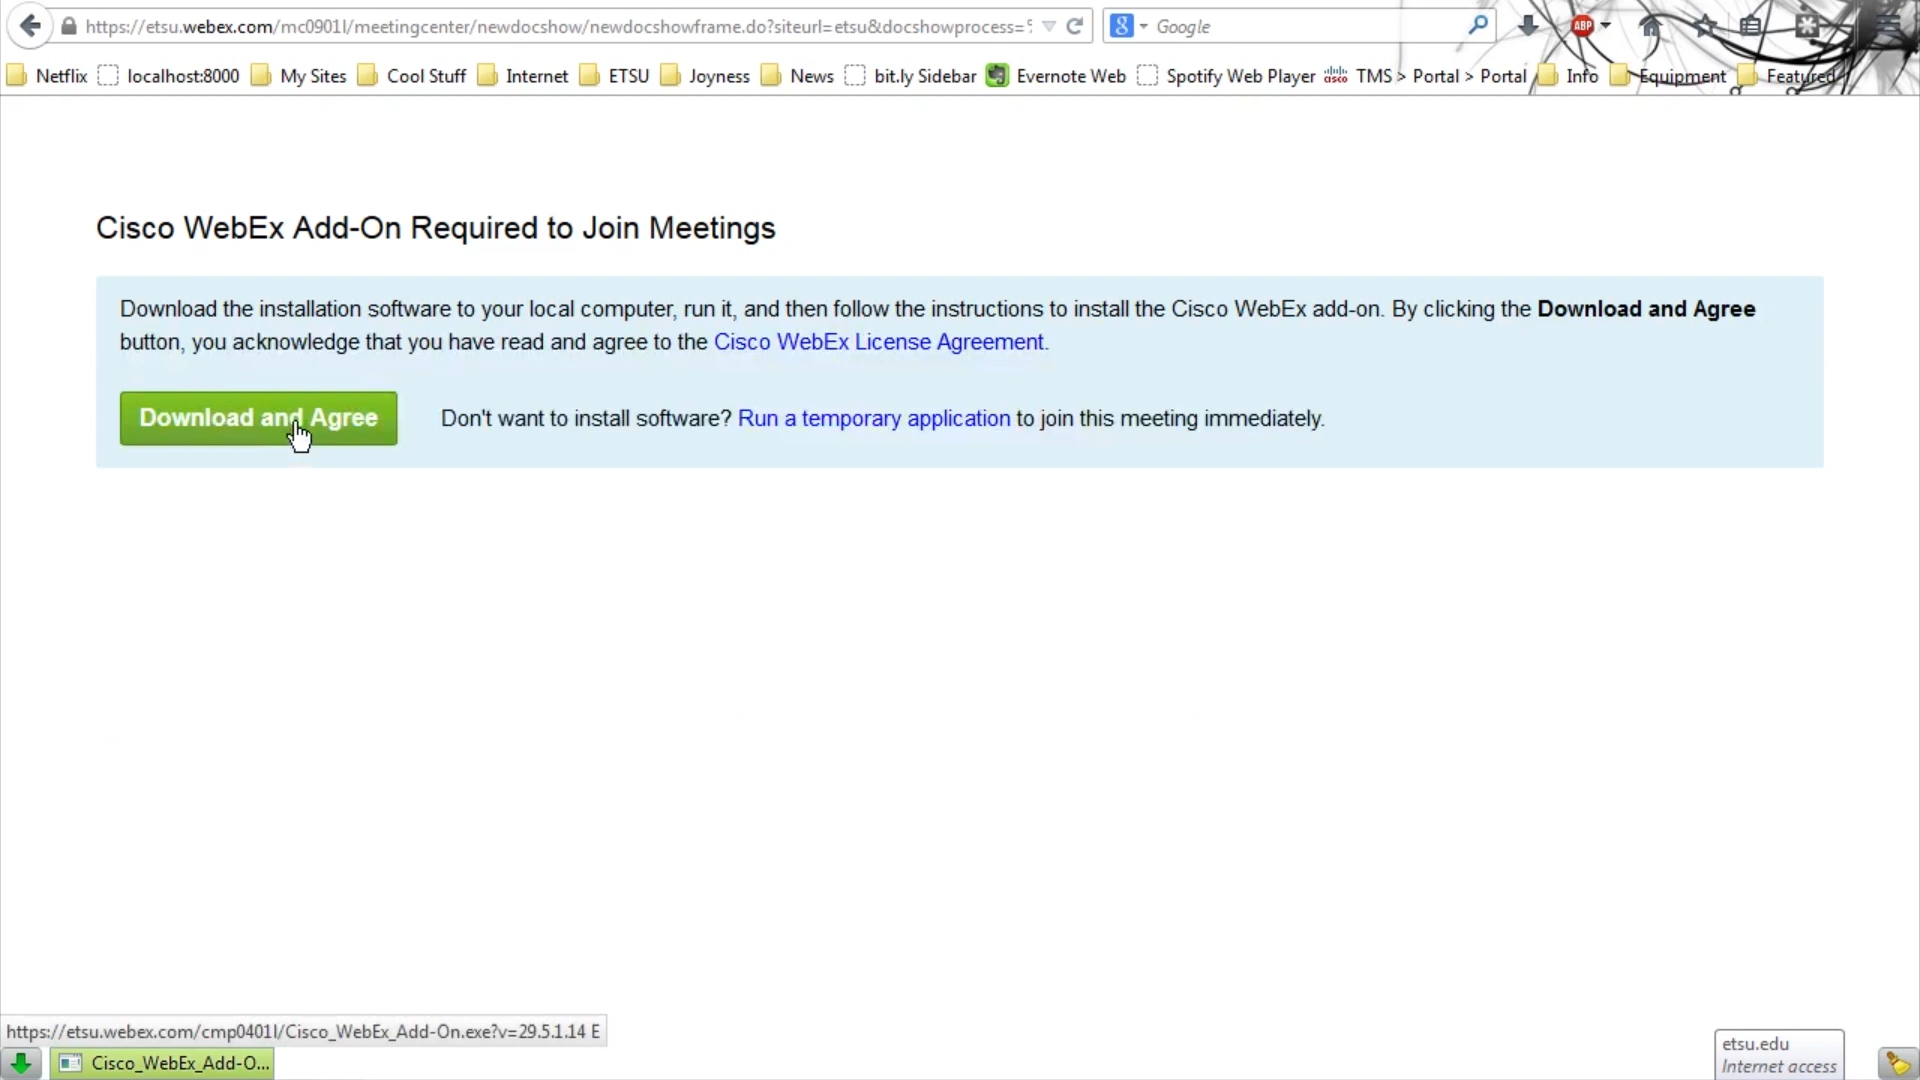 https://etsu.webex.com/mc0901l/meetingcenter/newdocshow/newdocshowframe.do?siteurl=etsu&docshowprocess=
Google
ABP
Netflix localhost:8000 My Sites Cool Stuff Internet ETSU Joyness News bit.ly Sidebar Evernote Web Spotify Web Player TMS > Portal > Portal Info Equipment Featured
Cisco WebEx Add-On Required to Join Meetings
Download the installation software to your local computer, run it, and then follow the instructions to install the Cisco WebEx add-on. By clicking the Download and Agree
button, you acknowledge that you have read and agree to the Cisco WebEx License Agreement.
Download and Agree Don't want to install software? Run a temporary application to join this meeting immediately.
https://etsu.webex.com/cmp0401l/Cisco_WebEx_Add-On.exe?v=29.5.1.14 E
Cisco_WebEx_Add-O...
etsu.edu
Internet access